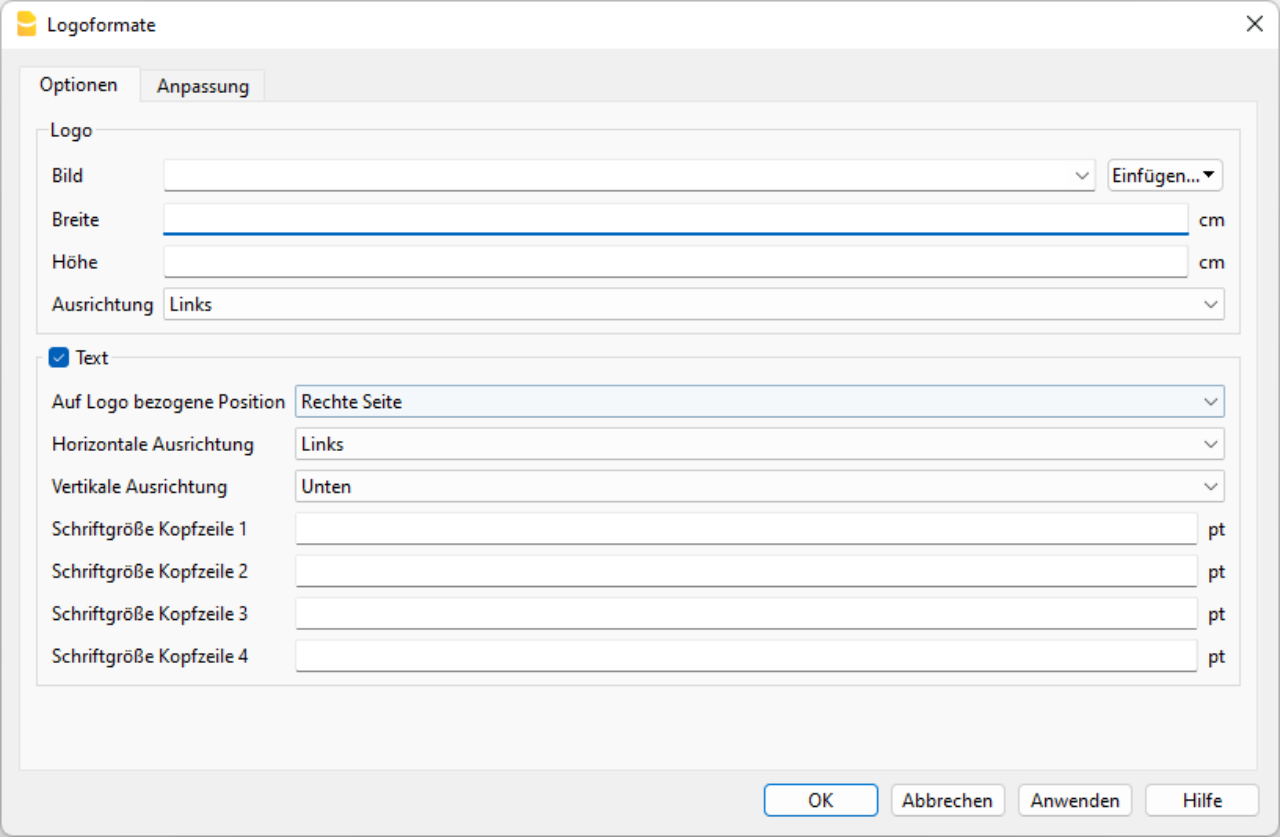 Logoformate
Optionen Anpassung
Logo
Bild Einfügen...
Breite cm
Höhe cm
Ausrichtung Links
Text
Auf Logo bezogene Position Rechte Seite
Horizontale Ausrichtung Links
Vertikale Ausrichtung Unten
Schriftgröße Kopfzeile 1 pt
Schriftgröße Kopfzeile 2 pt
Schriftgröße Kopfzeile 3 pt
Schriftgröße Kopfzeile 4 pt
OK Abbrechen Anwenden Hilfe